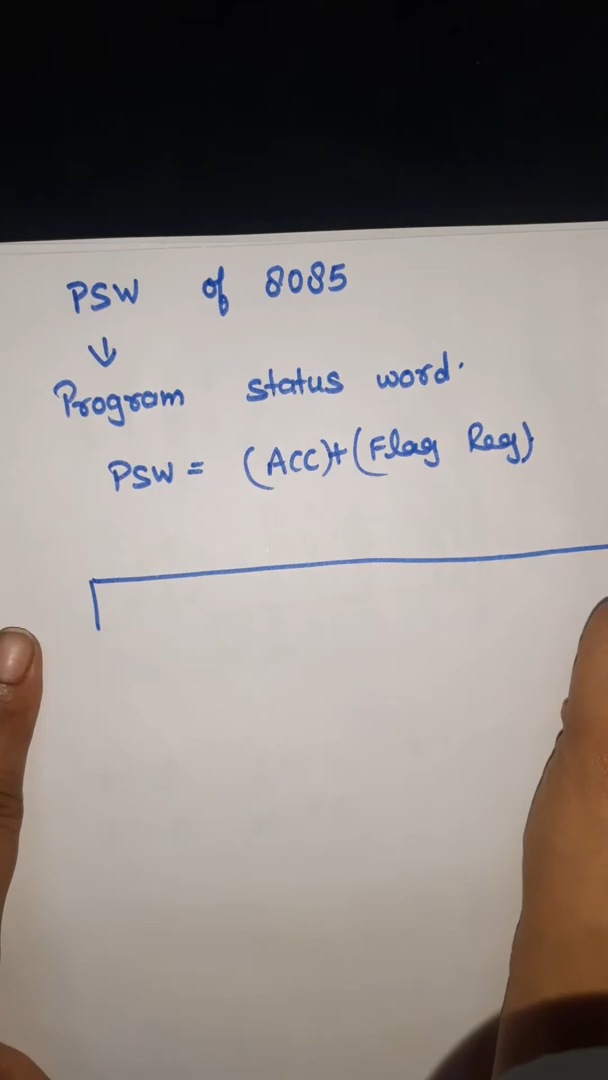 PSW of 8085
↓
Program status word.
PSW = (ACC)+(Flag Reg)